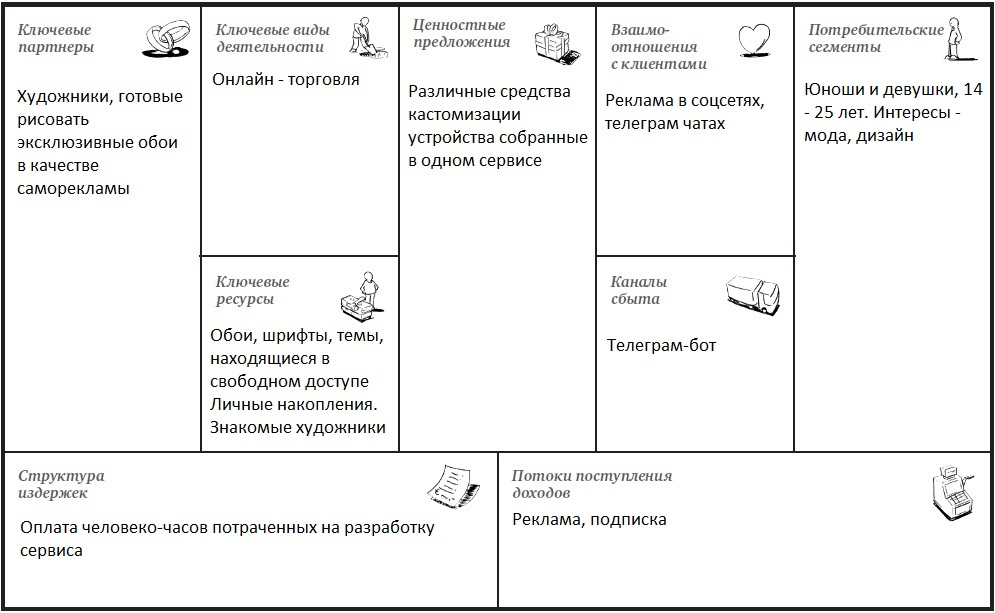 Ключевые
партнеры
Художники, готовые
рисовать
эксклюзивные обои
в качестве
саморекламы
Ключевые виды
деятельности
Онлайн - торговля
Ключевые
ресурсы
Обои, шрифты, темы,
находящиеся в
свободном доступе
Личные накопления.
Знакомые художники
Ценностные
предложения
Различные средства
кастомизации
устройства собранные
в одном сервисе
Взаимо-
отношения
с клиентами
Реклама в соцсетях,
телеграм чатах
Каналы
сбыта
Телеграм-бот
Потребительские
сегменты
Юноши и девушки, 14
- 25 лет. Интересы -
мода, дизайн
Структура
издержек
Оплата человеко-часов потраченных на разработку
сервиса
Потоки поступления
доходов
Реклама, подписка